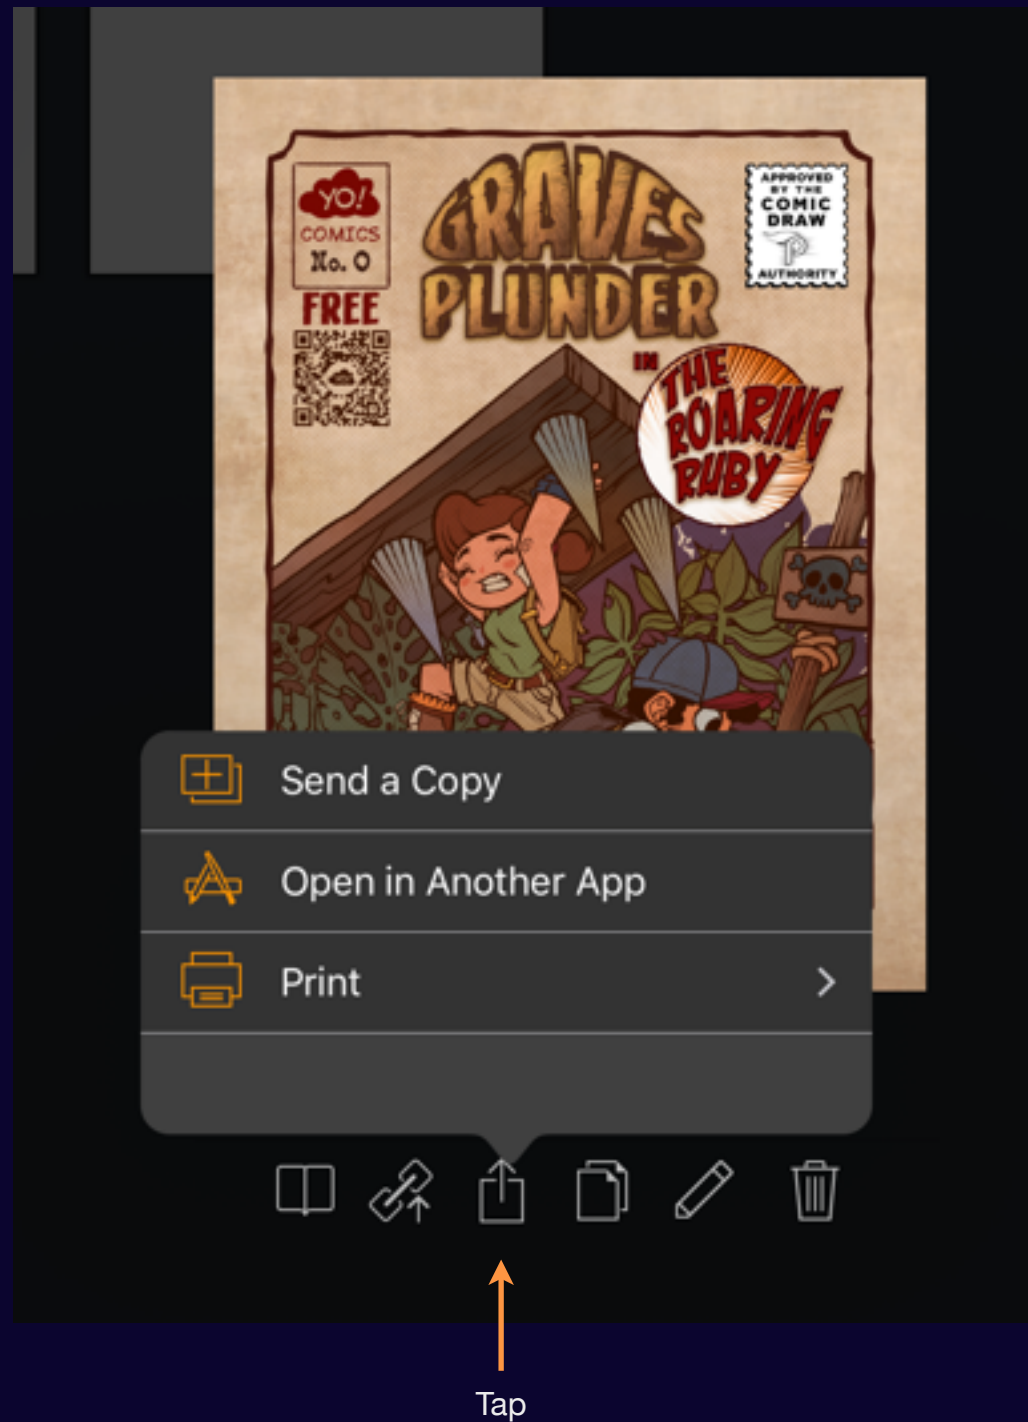 YO!
COMICS
No. 0
FREE
GRAVES
PLUNDER
IN
THE
ROARING
RUBY
APPROVED
BY THE
COMIC
DRAW
AUTHORITY
Send a Copy
Open in Another App
Print
Tap